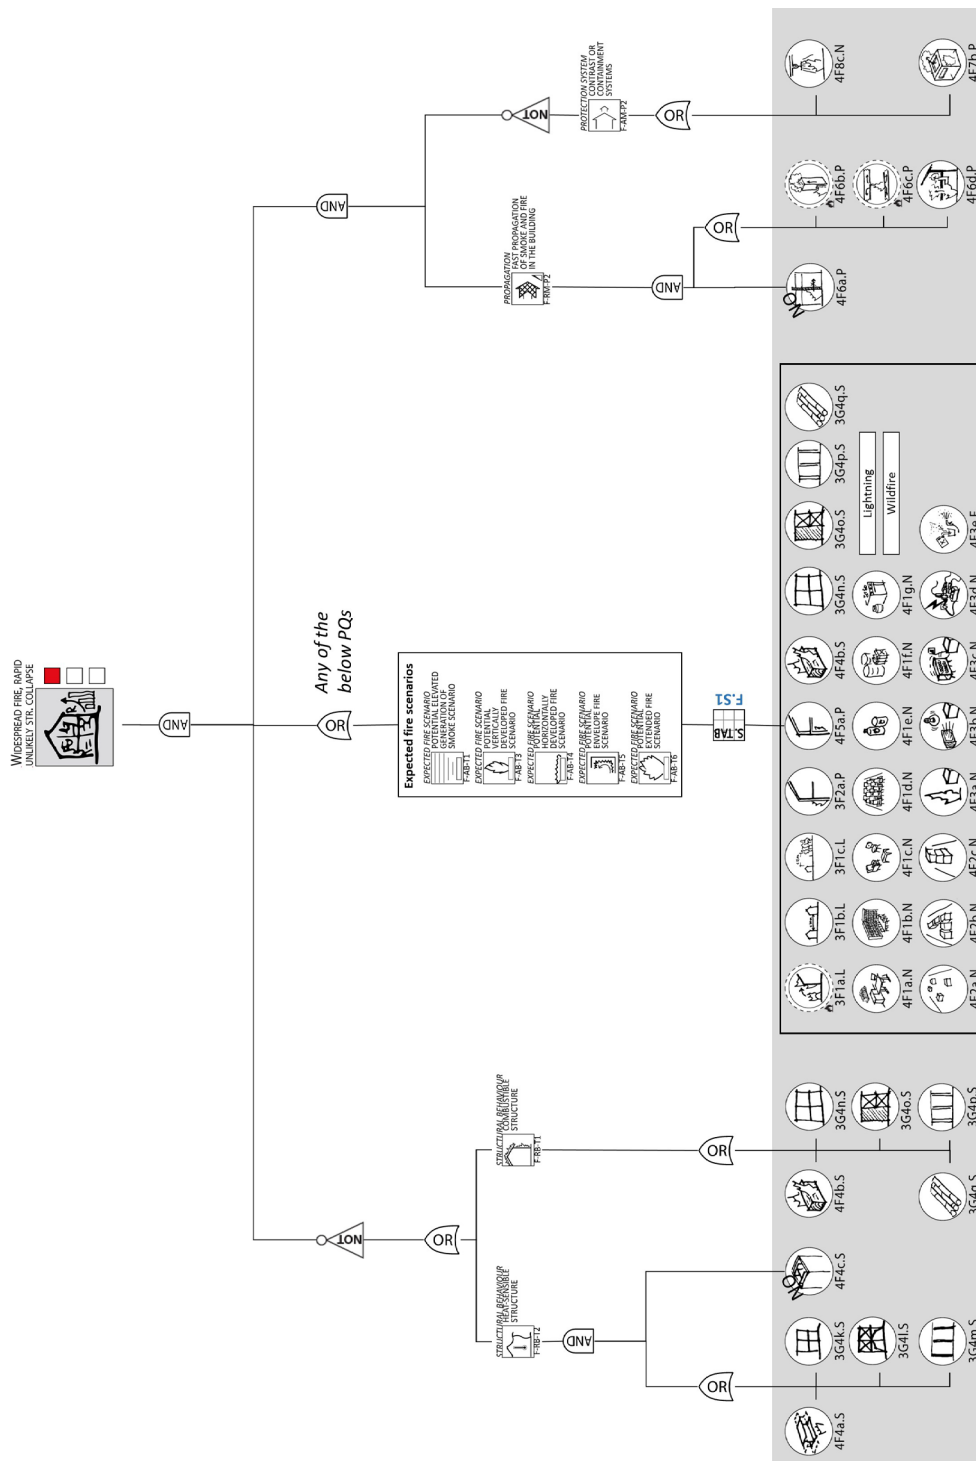 WIDESPREAD FIRE, RAPID
UNLIKELY STR. COLLAPSE
AND
NOT
OR
STRUCTURAL BEHAVIOUR
HEAT-SENSIBLE
STRUCTURE
F-RB-T2
AND
OR
STRUCTURAL BEHAVIOUR
COMBUSTIBLE
STRUCTURE
F-RB-T1
OR
Any of the
below PQs
OR
Expected fire scenarios
EXPECTED FIRE SCENARIO
POTENTIAL ELEVATED
GENERATION OF
SMOKE SCENARIO
F-AB-T1
EXPECTED FIRE SCENARIO
POTENTIAL
VERTICALLY
DEVELOPED FIRE
SCENARIO
F-AB-T3
EXPECTED FIRE SCENARIO
POTENTIAL
HORIZONTALLY
DEVELOPED FIRE
SCENARIO
F-AB-T4
EXPECTED FIRE SCENARIO
POTENTIAL
ENVELOPE FIRE
SCENARIO
F-AB-T5
EXPECTED FIRE SCENARIO
POTENTIAL
EXTENDED FIRE
SCENARIO
F-AB-T6
S.TAB
F.S1
AND
PROPAGATION
FAST PROPAGATION
OF SMOKE AND FIRE
IN THE BUILDING
F-RM-P2
AND
OR
NOT
PROTECTION SYSTEM
CONTRAST OR
CONTAINMENT
SYSTEMS
F-AM-P2
OR
4F4a.S
3G4k.S
NO
4F4c.S
4F4b.S
3G4n.S
3G4l.S
3G4o.S
3G4m.S
3G4q.S
3G4p.S
3F1a.L
3F1b.L
3F1c.L
3F2a.P
4F5a.P
4F4b.S
3G4n.S
3G4o.S
3G4p.S
3G4q.S
4F1a.N
4F1b.N
4F1c.N
4F1d.N
4F1e.N
4F1f.N
4F1g.N
Lightning
Wildfire
4F2a.N
4F2b.N
4F2c.N
4F3a.N
4F3b.N
4F3c.N
4F3d.N
NO
4F6a.P
4F6b.P
4F8c.N
4F6c.P
4F6d.P
4F7b.P